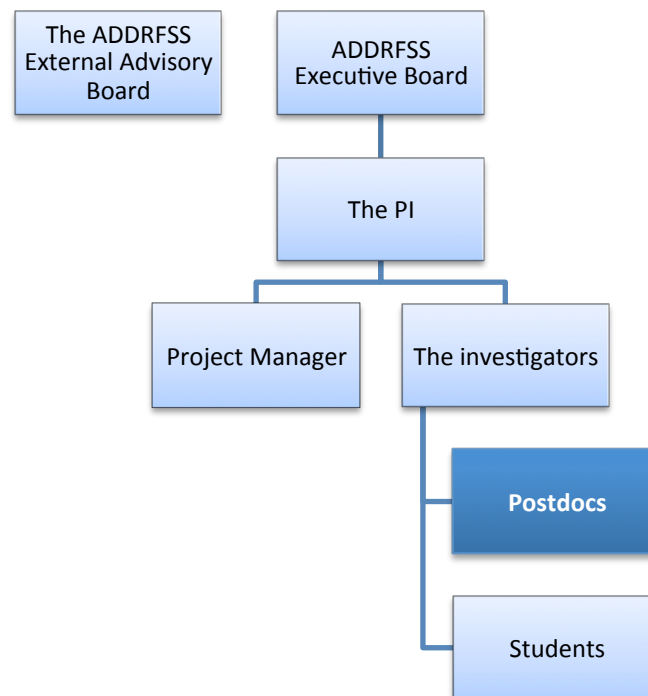 The ADDRFSS
External Advisory
Board
ADDRFSS
Executive Board
The PI
Project Manager
The investigators
Postdocs
Students